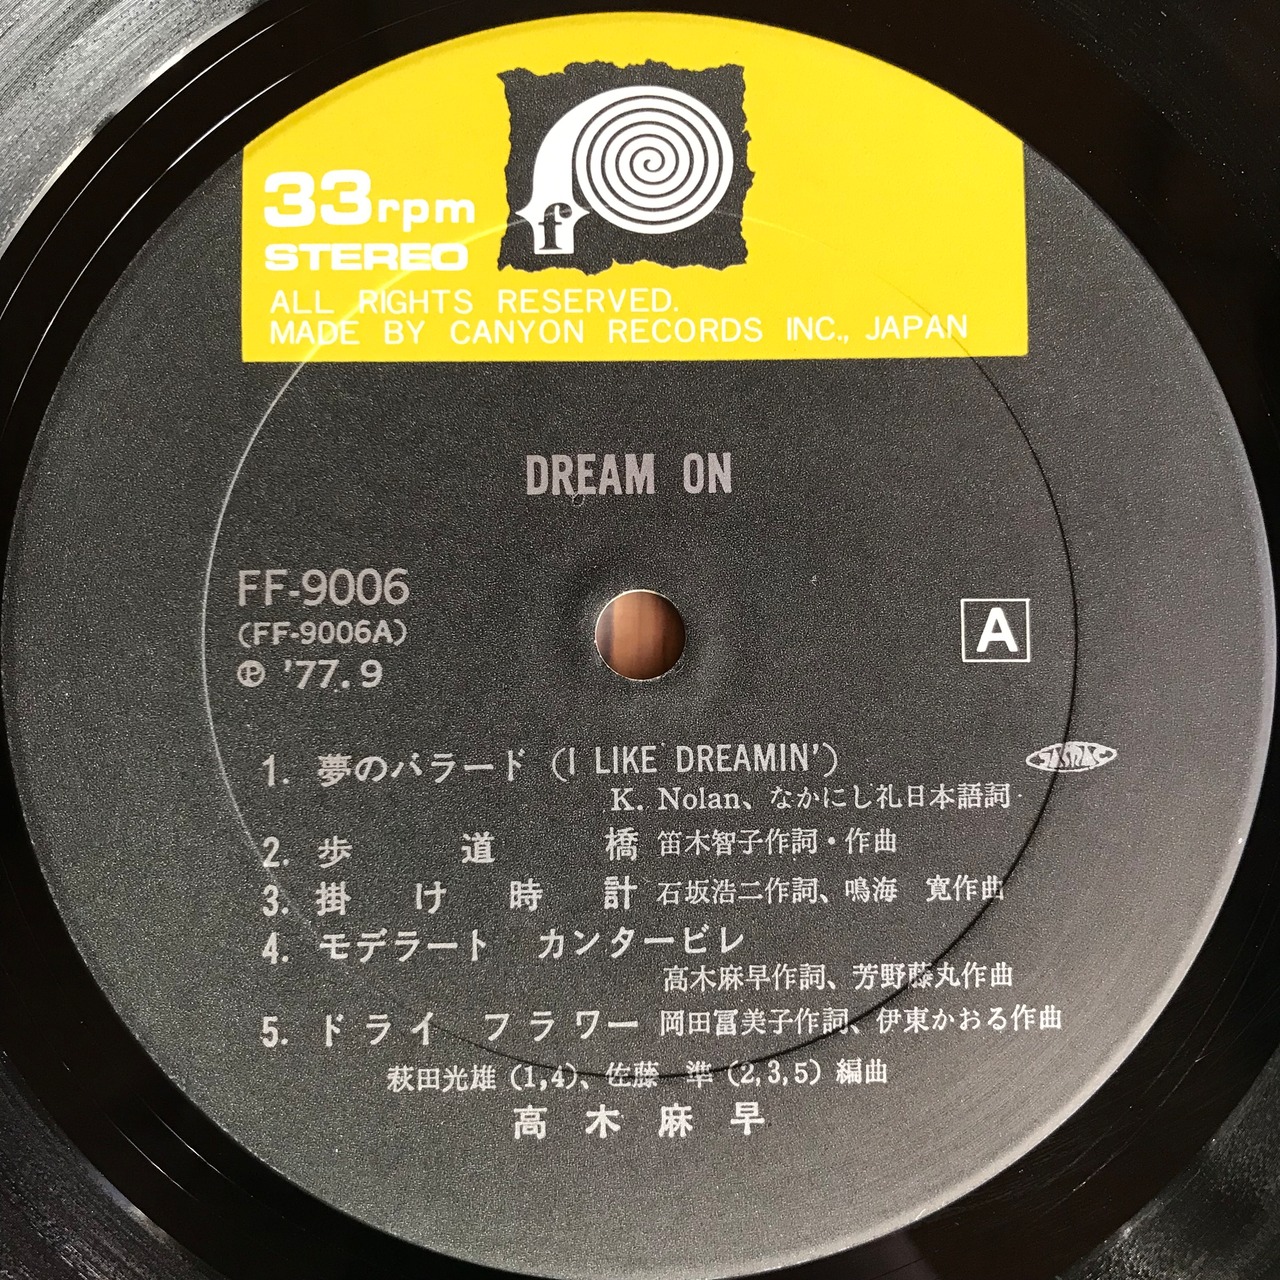 f
33rpm
STEREO
ALL RIGHTS RESERVED.
MADE BY CANYON RECORDS INC., JAPAN
DREAM ON
FF-9006
(FF-9006A)
℗ '77.9
A
1. 夢のバラード (I LIKE DREAMIN')
JASRAC
K. Nolan、なかにし礼日本語詞
2. 歩道橋 笛木智子作詞・作曲
3. 掛け時計 石坂浩二作詞、鳴海 寛作曲
4. モデラート カンタービレ
高木麻早作詞、芳野藤丸作曲
5. ドライ フラワー 岡田冨美子作詞、伊東かおる作曲
萩田光雄 (1,4)、佐藤 準 (2,3,5) 編曲
高木麻早